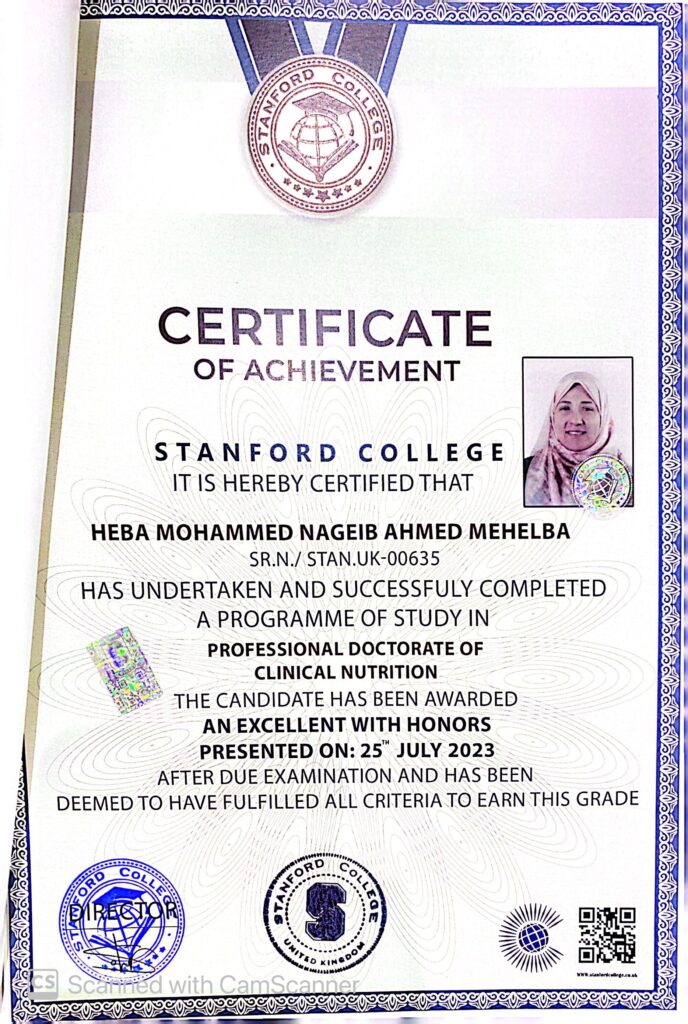 STANFORD COLLEGE
CERTIFICATE
OF ACHIEVEMENT
STANFORD COLLEGE
IT IS HEREBY CERTIFIED THAT
HEBA MOHAMMED NAGEIB AHMED MEHELBA
SR.N./ STAN.UK-00635
HAS UNDERTAKEN AND SUCCESSFULY COMPLETED
A PROGRAMME OF STUDY IN
PROFESSIONAL DOCTORATE OF
CLINICAL NUTRITION
THE CANDIDATE HAS BEEN AWARDED
AN EXCELLENT WITH HONORS
PRESENTED ON: 25TH JULY 2023
AFTER DUE EXAMINATION AND HAS BEEN
DEEMED TO HAVE FULFILLED ALL CRITERIA TO EARN THIS GRADE
STANFORD COLLEGE
DIRECTOR
STANFORD COLLEGE
S
UNITED KINGDOM
www.stanfordcollege.co.uk
CS Scanned with CamScanner